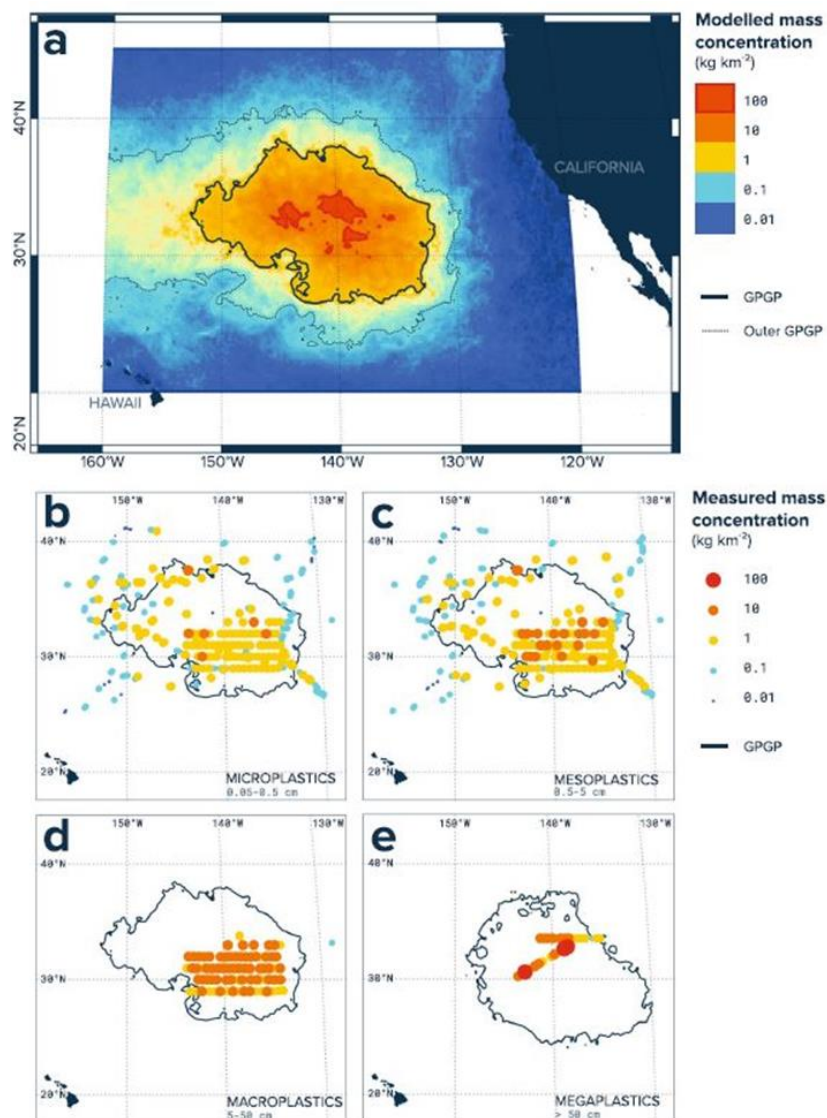 a
Modelled mass
concentration
(kg km⁻²)
100
10
1
0.1
0.01
GPGP
Outer GPGP
CALIFORNIA
HAWAII
40°N
30°N
20°N
160°W 150°W 140°W 130°W 120°W
b
150°W 140°W 130°W
40°N
30°N
20°N
MICROPLASTICS
0.05-0.5 cm
c
150°W 140°W 130°W
40°N
30°N
20°N
MESOPLASTICS
0.5-5 cm
Measured mass
concentration
(kg km⁻²)
100
10
1
0.1
0.01
GPGP
d
150°W 140°W 130°W
40°N
30°N
20°N
MACROPLASTICS
5-50 cm
e
150°W 140°W 130°W
40°N
30°N
20°N
MEGAPLASTICS
> 50 cm